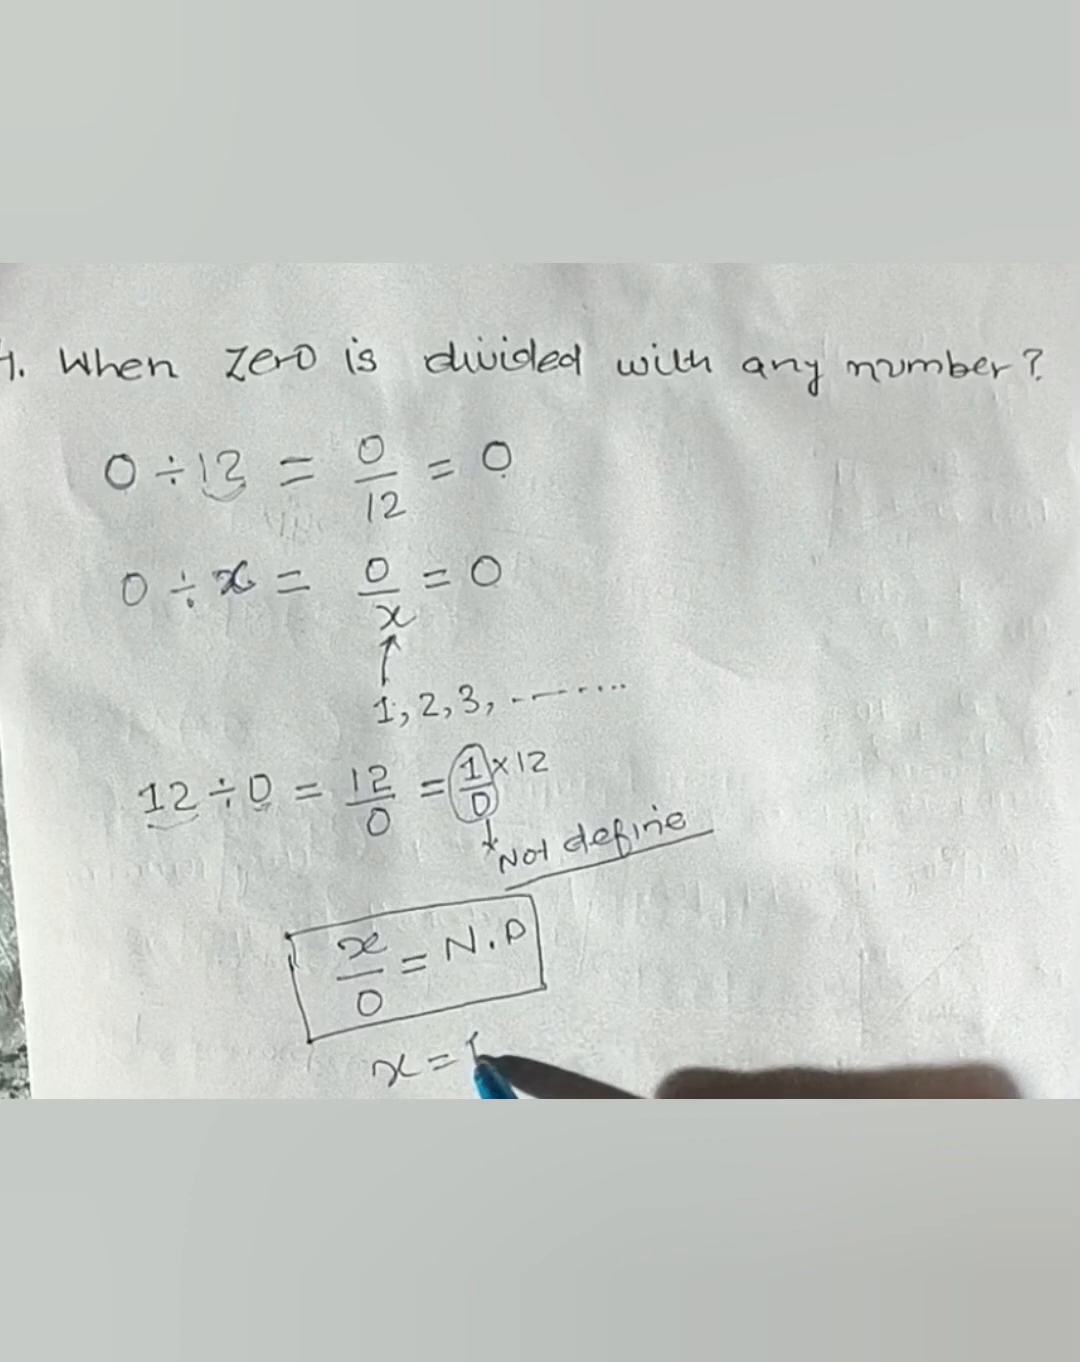 4. When zero is divided with any number?
0 ÷ 12 = 0/12 = 0
0 ÷ x = 0/x = 0
↑
1, 2, 3, --------
12 ÷ 0 = 12/0 = 1/0 × 12
↓ Not define
x/0 = N.D
x = 1